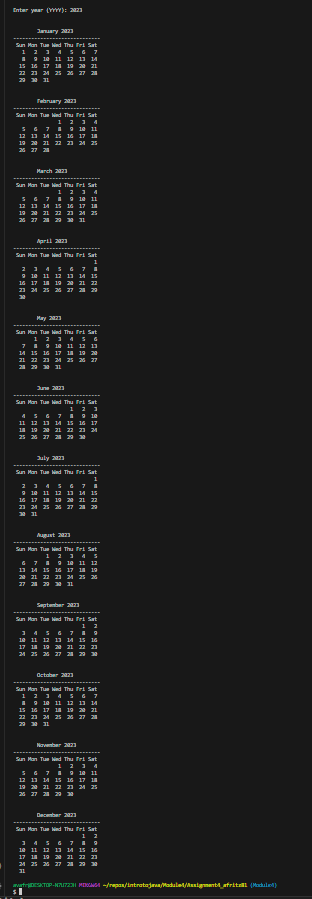 Enter year (YYYY): 2023
January 2023
-----------------------------
Sun Mon Tue Wed Thu Fri Sat
1 2 3 4 5 6 7
8 9 10 11 12 13 14
15 16 17 18 19 20 21
22 23 24 25 26 27 28
29 30 31
February 2023
-----------------------------
Sun Mon Tue Wed Thu Fri Sat
1 2 3 4
5 6 7 8 9 10 11
12 13 14 15 16 17 18
19 20 21 22 23 24 25
26 27 28
March 2023
-----------------------------
Sun Mon Tue Wed Thu Fri Sat
1 2 3 4
5 6 7 8 9 10 11
12 13 14 15 16 17 18
19 20 21 22 23 24 25
26 27 28 29 30 31
April 2023
-----------------------------
Sun Mon Tue Wed Thu Fri Sat
1
2 3 4 5 6 7 8
9 10 11 12 13 14 15
16 17 18 19 20 21 22
23 24 25 26 27 28 29
30
May 2023
-----------------------------
Sun Mon Tue Wed Thu Fri Sat
1 2 3 4 5 6
7 8 9 10 11 12 13
14 15 16 17 18 19 20
21 22 23 24 25 26 27
28 29 30 31
June 2023
-----------------------------
Sun Mon Tue Wed Thu Fri Sat
1 2 3
4 5 6 7 8 9 10
11 12 13 14 15 16 17
18 19 20 21 22 23 24
25 26 27 28 29 30
July 2023
-----------------------------
Sun Mon Tue Wed Thu Fri Sat
1
2 3 4 5 6 7 8
9 10 11 12 13 14 15
16 17 18 19 20 21 22
23 24 25 26 27 28 29
30 31
August 2023
-----------------------------
Sun Mon Tue Wed Thu Fri Sat
1 2 3 4 5
6 7 8 9 10 11 12
13 14 15 16 17 18 19
20 21 22 23 24 25 26
27 28 29 30 31
September 2023
-----------------------------
Sun Mon Tue Wed Thu Fri Sat
1 2
3 4 5 6 7 8 9
10 11 12 13 14 15 16
17 18 19 20 21 22 23
24 25 26 27 28 29 30
October 2023
-----------------------------
Sun Mon Tue Wed Thu Fri Sat
1 2 3 4 5 6 7
8 9 10 11 12 13 14
15 16 17 18 19 20 21
22 23 24 25 26 27 28
29 30 31
November 2023
-----------------------------
Sun Mon Tue Wed Thu Fri Sat
1 2 3 4
5 6 7 8 9 10 11
12 13 14 15 16 17 18
19 20 21 22 23 24 25
26 27 28 29 30
December 2023
-----------------------------
Sun Mon Tue Wed Thu Fri Sat
1 2
3 4 5 6 7 8 9
10 11 12 13 14 15 16
17 18 19 20 21 22 23
24 25 26 27 28 29 30
31
MINGW64 ~/repos/introtojava/Module4/Assignment4_afritz81 (Module4)
$